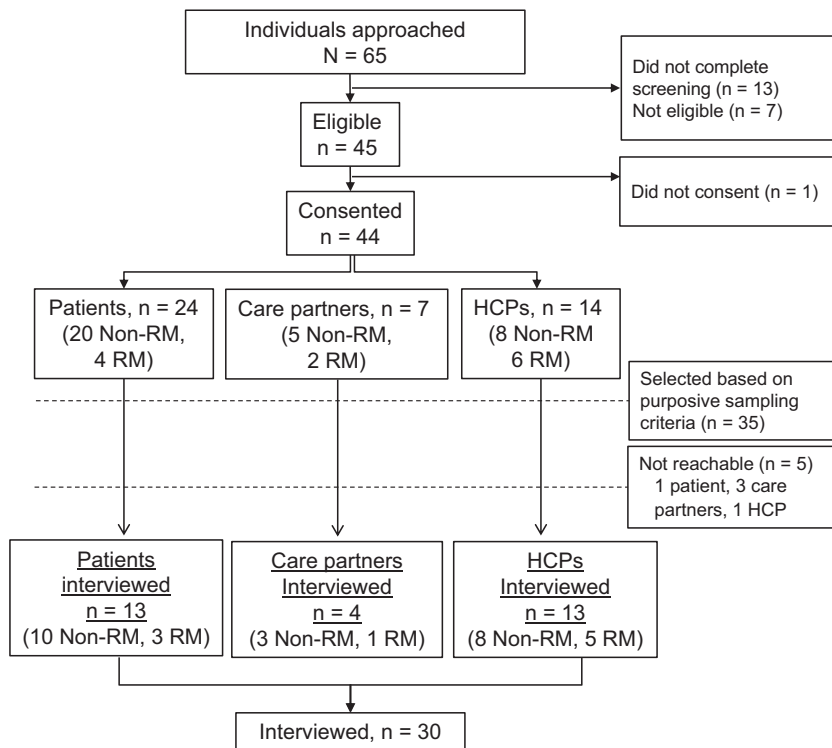 Individuals approached
N = 65
Did not complete
screening (n = 13)
Not eligible (n = 7)
Eligible
n = 45
Did not consent (n = 1)
Consented
n = 44
Patients, n = 24
(20 Non-RM,
4 RM)
Care partners, n = 7
(5 Non-RM,
2 RM)
HCPs, n = 14
(8 Non-RM
6 RM)
Selected based on
purposive sampling
criteria (n = 35)
Not reachable (n = 5)
1 patient, 3 care
partners, 1 HCP
Patients
interviewed
n = 13
(10 Non-RM, 3 RM)
Care partners
Interviewed
n = 4
(3 Non-RM, 1 RM)
HCPs
Interviewed
n = 13
(8 Non-RM, 5 RM)
Interviewed, n = 30